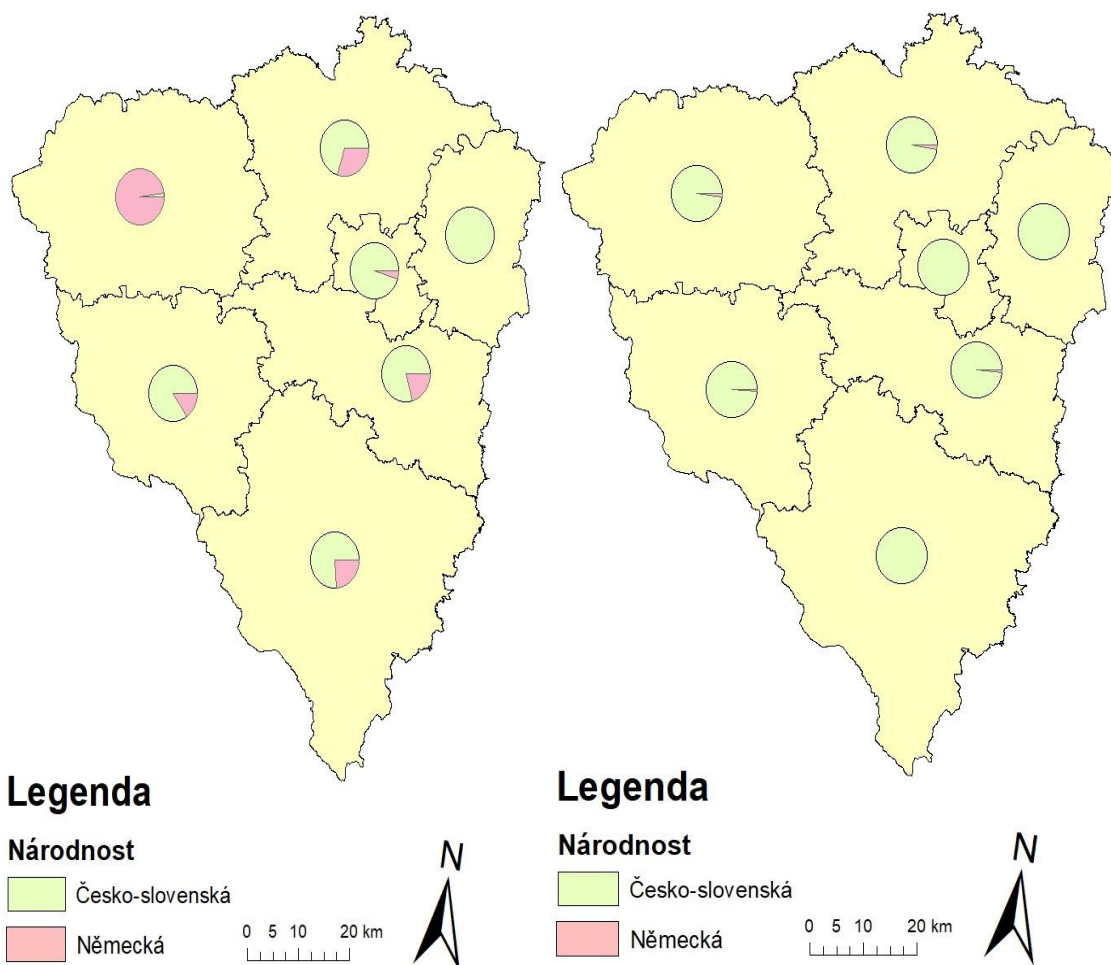 Legenda
Národnost
Česko-slovenská
Německá
N
0 5 10 20 km
Legenda
Národnost
Česko-slovenská
Německá
N
0 5 10 20 km